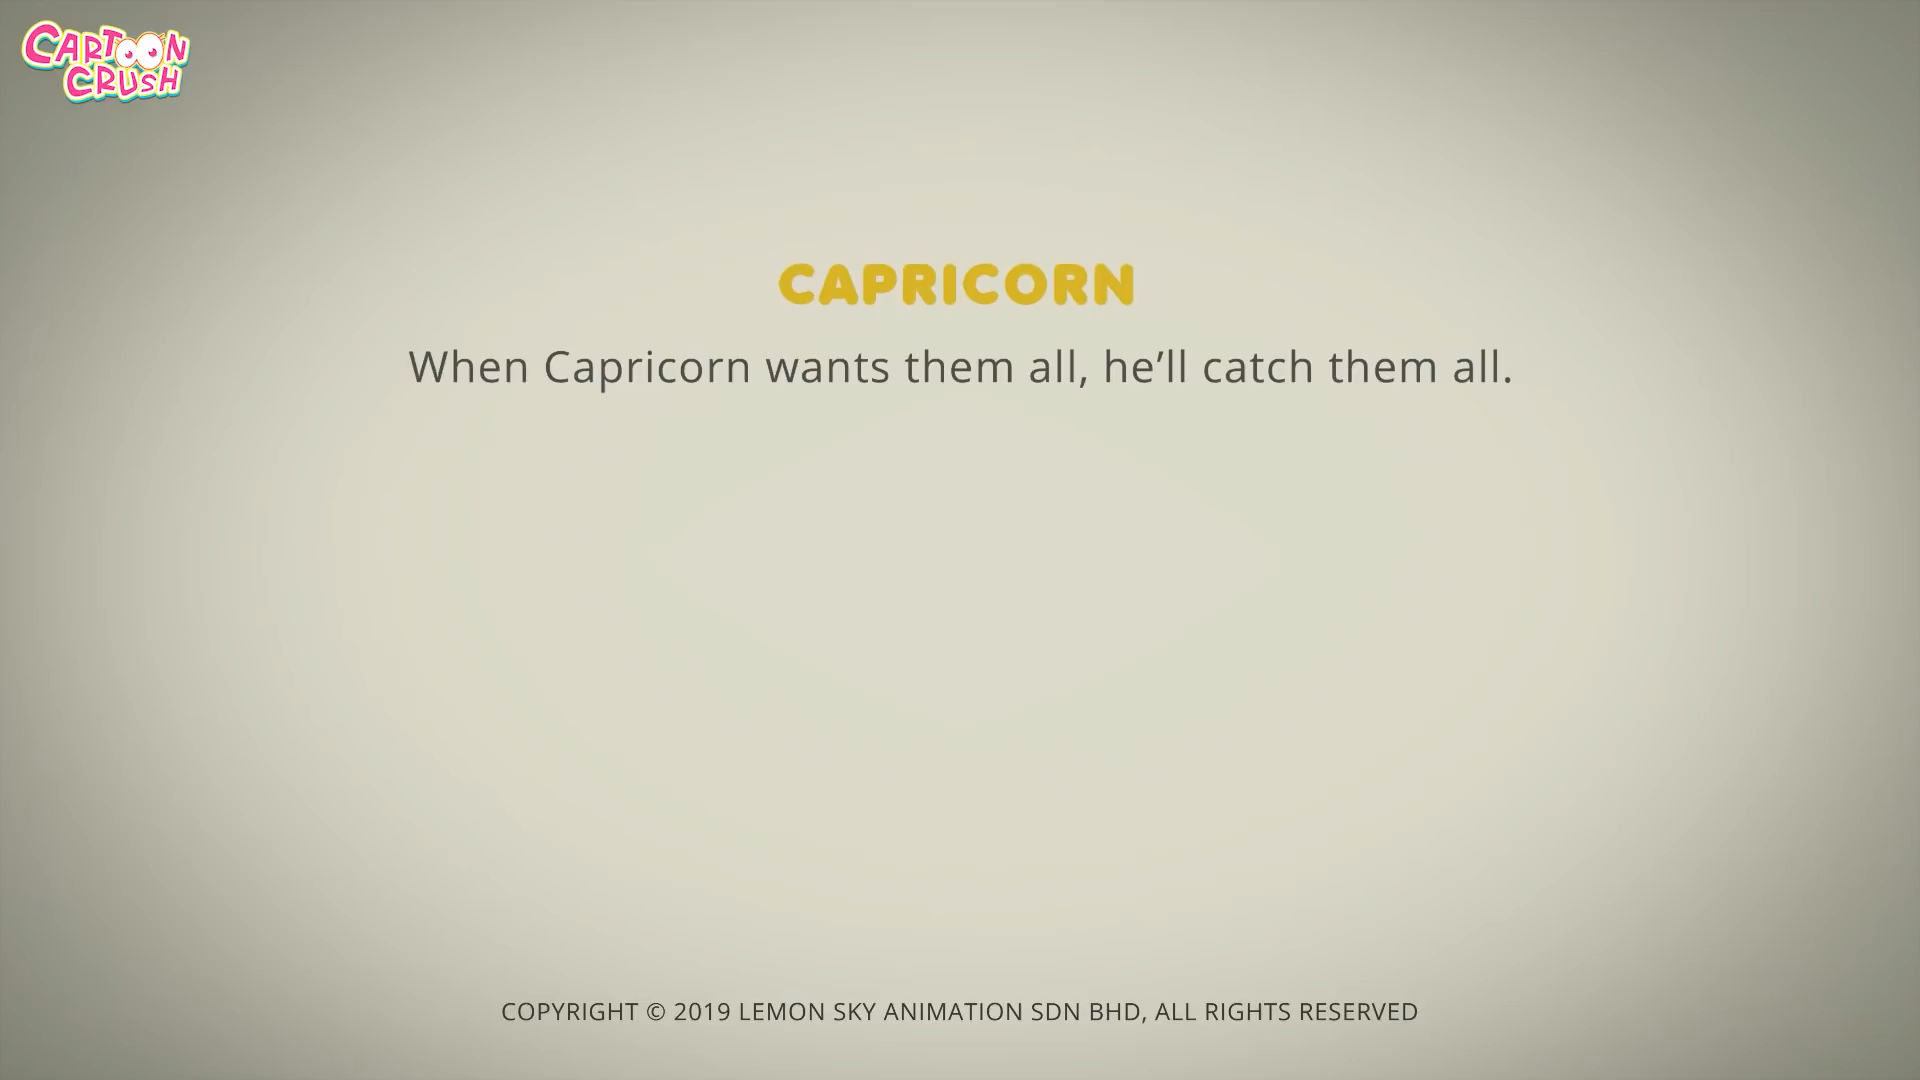 CARTOON
CRUSH
CAPRICORN
When Capricorn wants them all, he’ll catch them all.
COPYRIGHT © 2019 LEMON SKY ANIMATION SDN BHD, ALL RIGHTS RESERVED